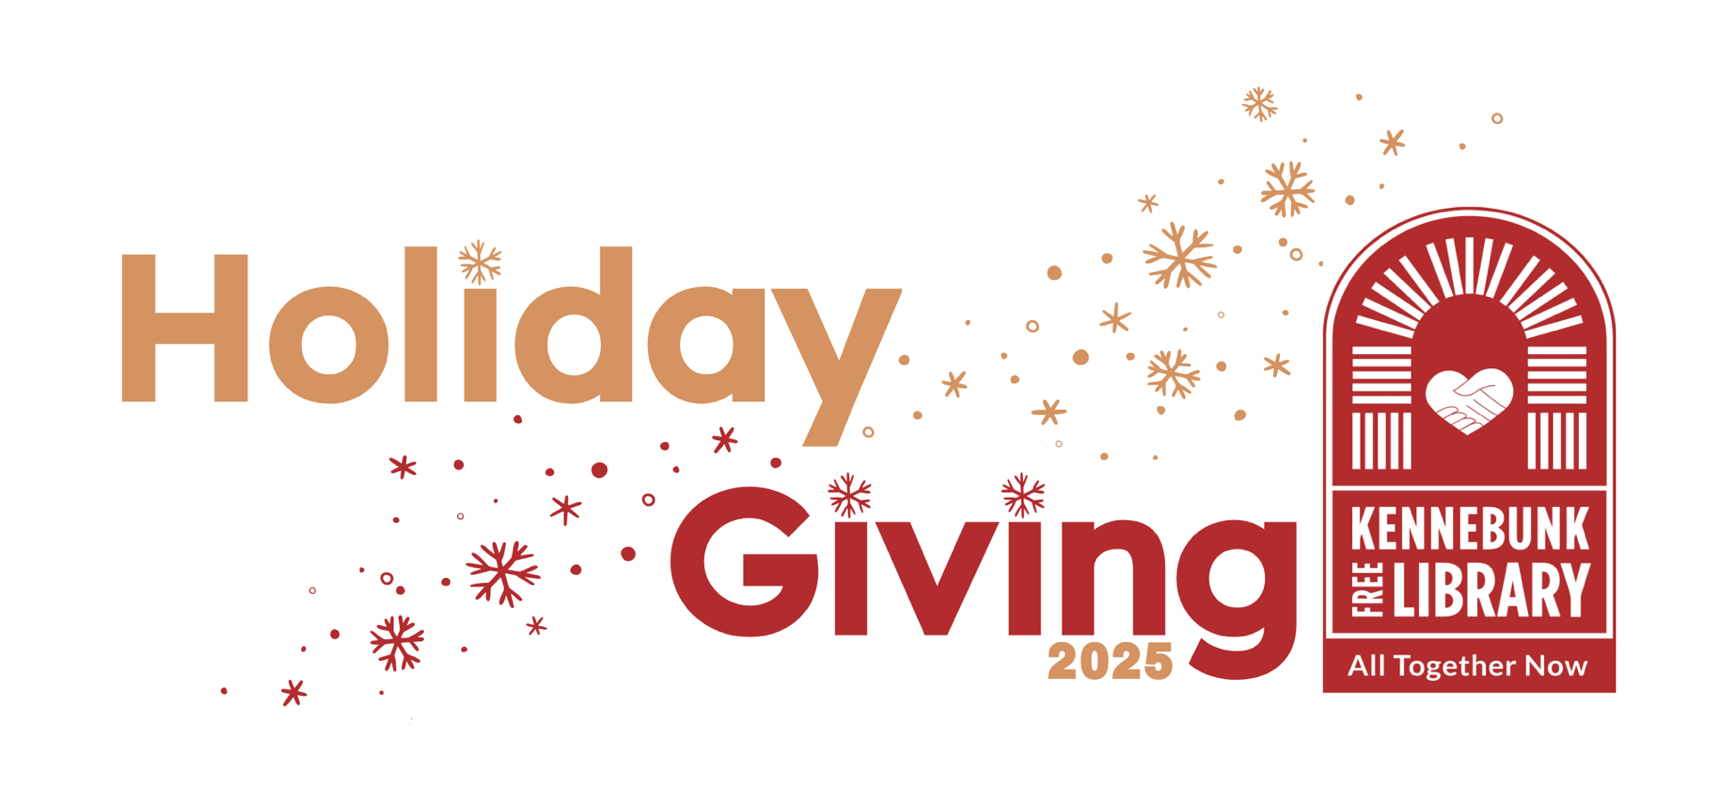 Holiday
Giving
2025
KENNEBUNK
FREE LIBRARY
All Together Now